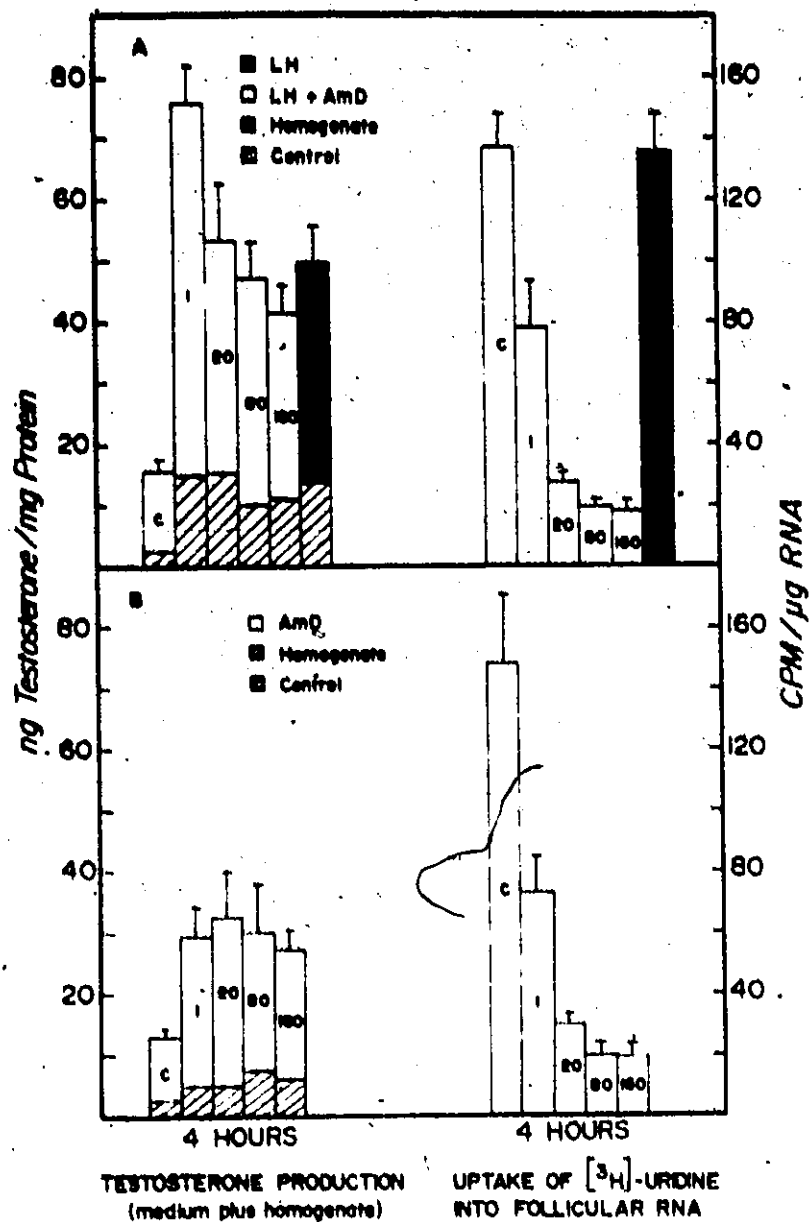 A
LH
LH + AmD
Homogenate
Control
80
60
40
20
160
120
80
40
C
1
20
80
160
C
1
20
80
160
ng Testosterone/mg Protein
CPM/µg RNA
B
AmD
Homogenate
Control
80
60
40
20
160
120
80
40
C
1
20
80
160
C
1
20
80
160
4 HOURS
4 HOURS
TESTOSTERONE PRODUCTION
(medium plus homogenate)
UPTAKE OF [³H]-URIDINE
INTO FOLLICULAR RNA